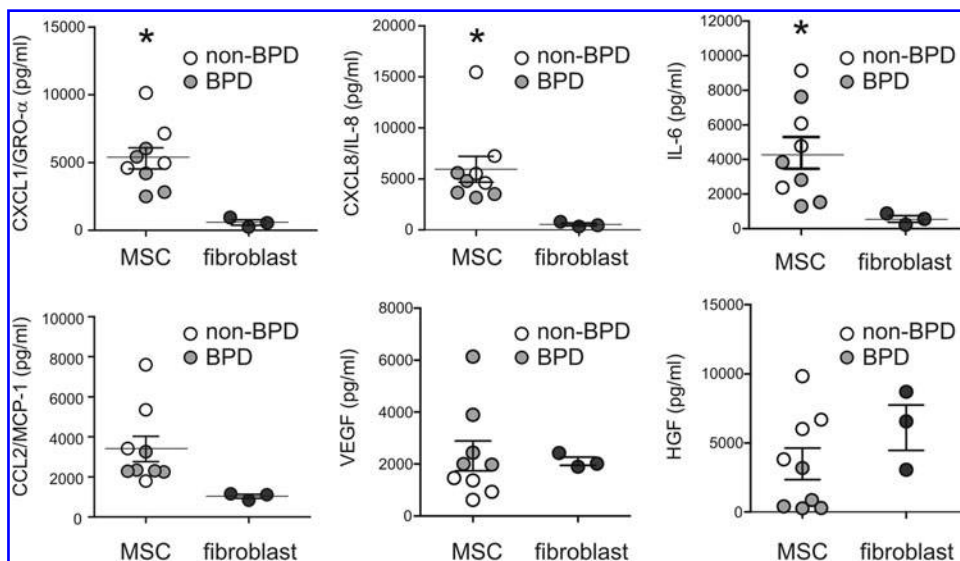 CXCL1/GRO-α (pg/ml)
15000
10000
5000
0
*
non-BPD
BPD
MSC fibroblast
CXCL8/IL-8 (pg/ml)
20000
15000
10000
5000
0
*
non-BPD
BPD
MSC fibroblast
IL-6 (pg/ml)
12000
10000
8000
6000
4000
2000
0
*
non-BPD
BPD
MSC fibroblast
CCL2/MCP-1 (pg/ml)
10000
8000
6000
4000
2000
0
non-BPD
BPD
MSC fibroblast
VEGF (pg/ml)
8000
6000
4000
2000
0
non-BPD
BPD
MSC fibroblast
HGF (pg/ml)
15000
10000
5000
0
non-BPD
BPD
MSC fibroblast